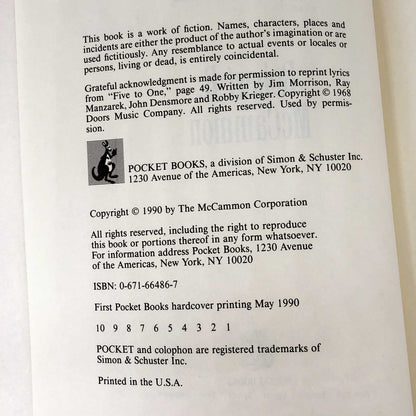 This book is a work of fiction. Names, characters, places and
incidents are either the product of the author's imagination or are
used fictitiously. Any resemblance to actual events or locales or
persons, living or dead, is entirely coincidental.
Grateful acknowledgment is made for permission to reprint lyrics
from "Five to One," page 49. Written by Jim Morrison, Ray
Manzarek, John Densmore and Robby Krieger. Copyright © 1968
Doors Music Company. All rights reserved. Used by permis-
sion.
POCKET BOOKS, a division of Simon & Schuster Inc.
1230 Avenue of the Americas, New York, NY 10020
Copyright © 1990 by The McCammon Corporation
All rights reserved, including the right to reproduce
this book or portions thereof in any form whatsoever.
For information address Pocket Books, 1230 Avenue
of the Americas, New York, NY 10020
ISBN: 0-671-66486-7
First Pocket Books hardcover printing May 1990
10 9 8 7 6 5 4 3 2 1
POCKET and colophon are registered trademarks of
Simon & Schuster Inc.
Printed in the U.S.A.